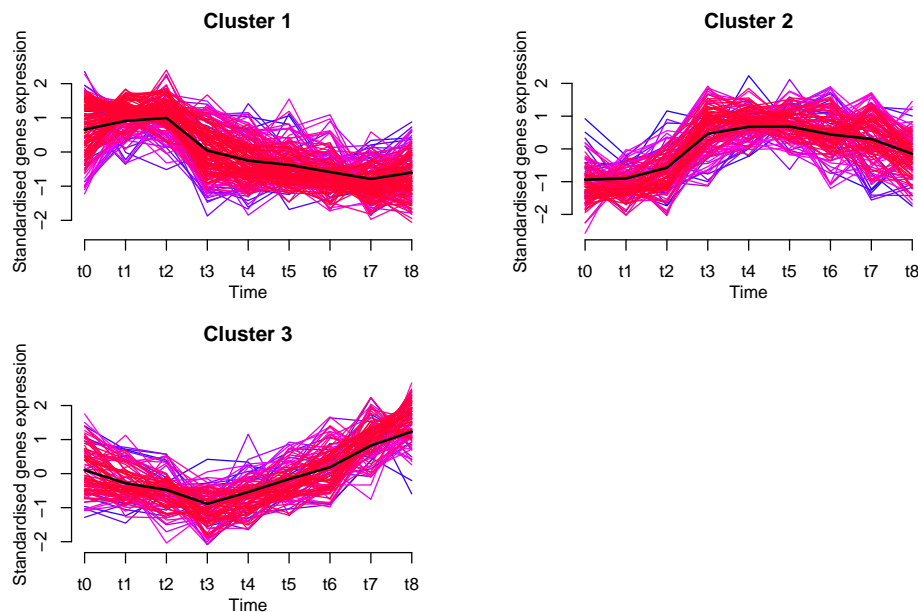 Cluster 1
Standardised genes expression
2
1
0
−1
−2
t0 t1 t2 t3 t4 t5 t6 t7 t8
Time
Cluster 2
Standardised genes expression
2
1
0
−1
−2
t0 t1 t2 t3 t4 t5 t6 t7 t8
Time
Cluster 3
Standardised genes expression
2
1
0
−1
−2
t0 t1 t2 t3 t4 t5 t6 t7 t8
Time